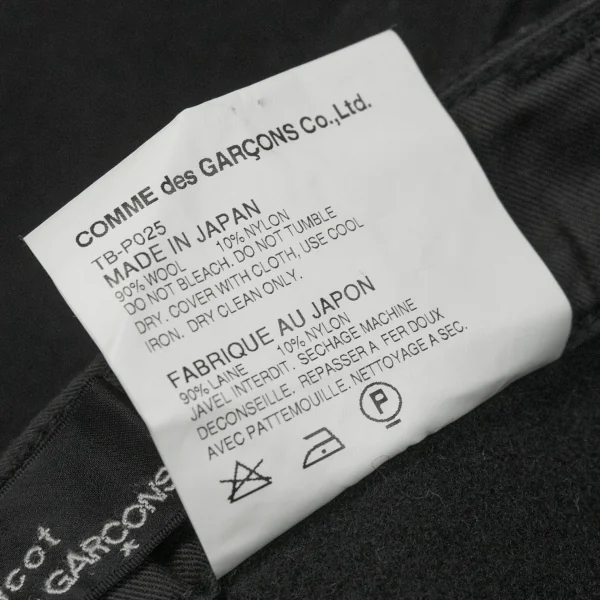 COMME des GARÇONS Co.,Ltd.
TB-P025
MADE IN JAPAN
90% WOOL 10% NYLON
DO NOT BLEACH. DO NOT TUMBLE
DRY. COVER WITH CLOTH, USE COOL
IRON. DRY CLEAN ONLY.
FABRIQUE AU JAPON
90% LAINE 10% NYLON
JAVEL INTERDIT. SECHAGE MACHINE
DECONSEILLE. REPASSER A FER DOUX
AVEC PATTEMOUILLE. NETTOYAGE A SEC.
P
GARÇONS